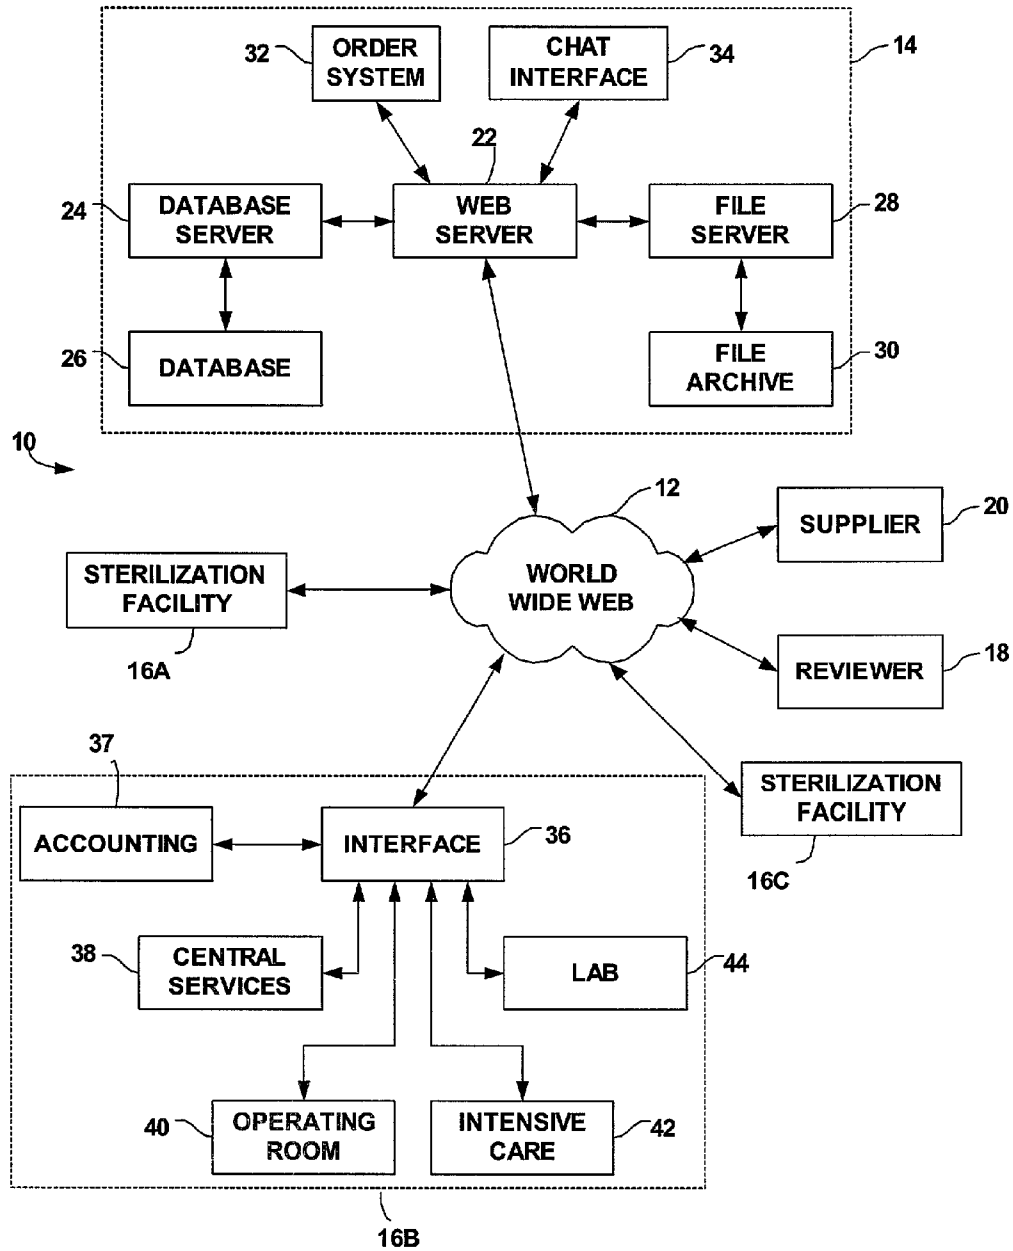 32
ORDER
SYSTEM
CHAT
INTERFACE
34
14
22
24
DATABASE
SERVER
WEB
SERVER
FILE
SERVER
28
26
DATABASE
FILE
ARCHIVE
30
10
12
SUPPLIER
20
STERILIZATION
FACILITY
16A
WORLD
WIDE WEB
REVIEWER
18
37
STERILIZATION
FACILITY
16C
ACCOUNTING
INTERFACE
36
38
CENTRAL
SERVICES
LAB
44
40
OPERATING
ROOM
INTENSIVE
CARE
42
16B